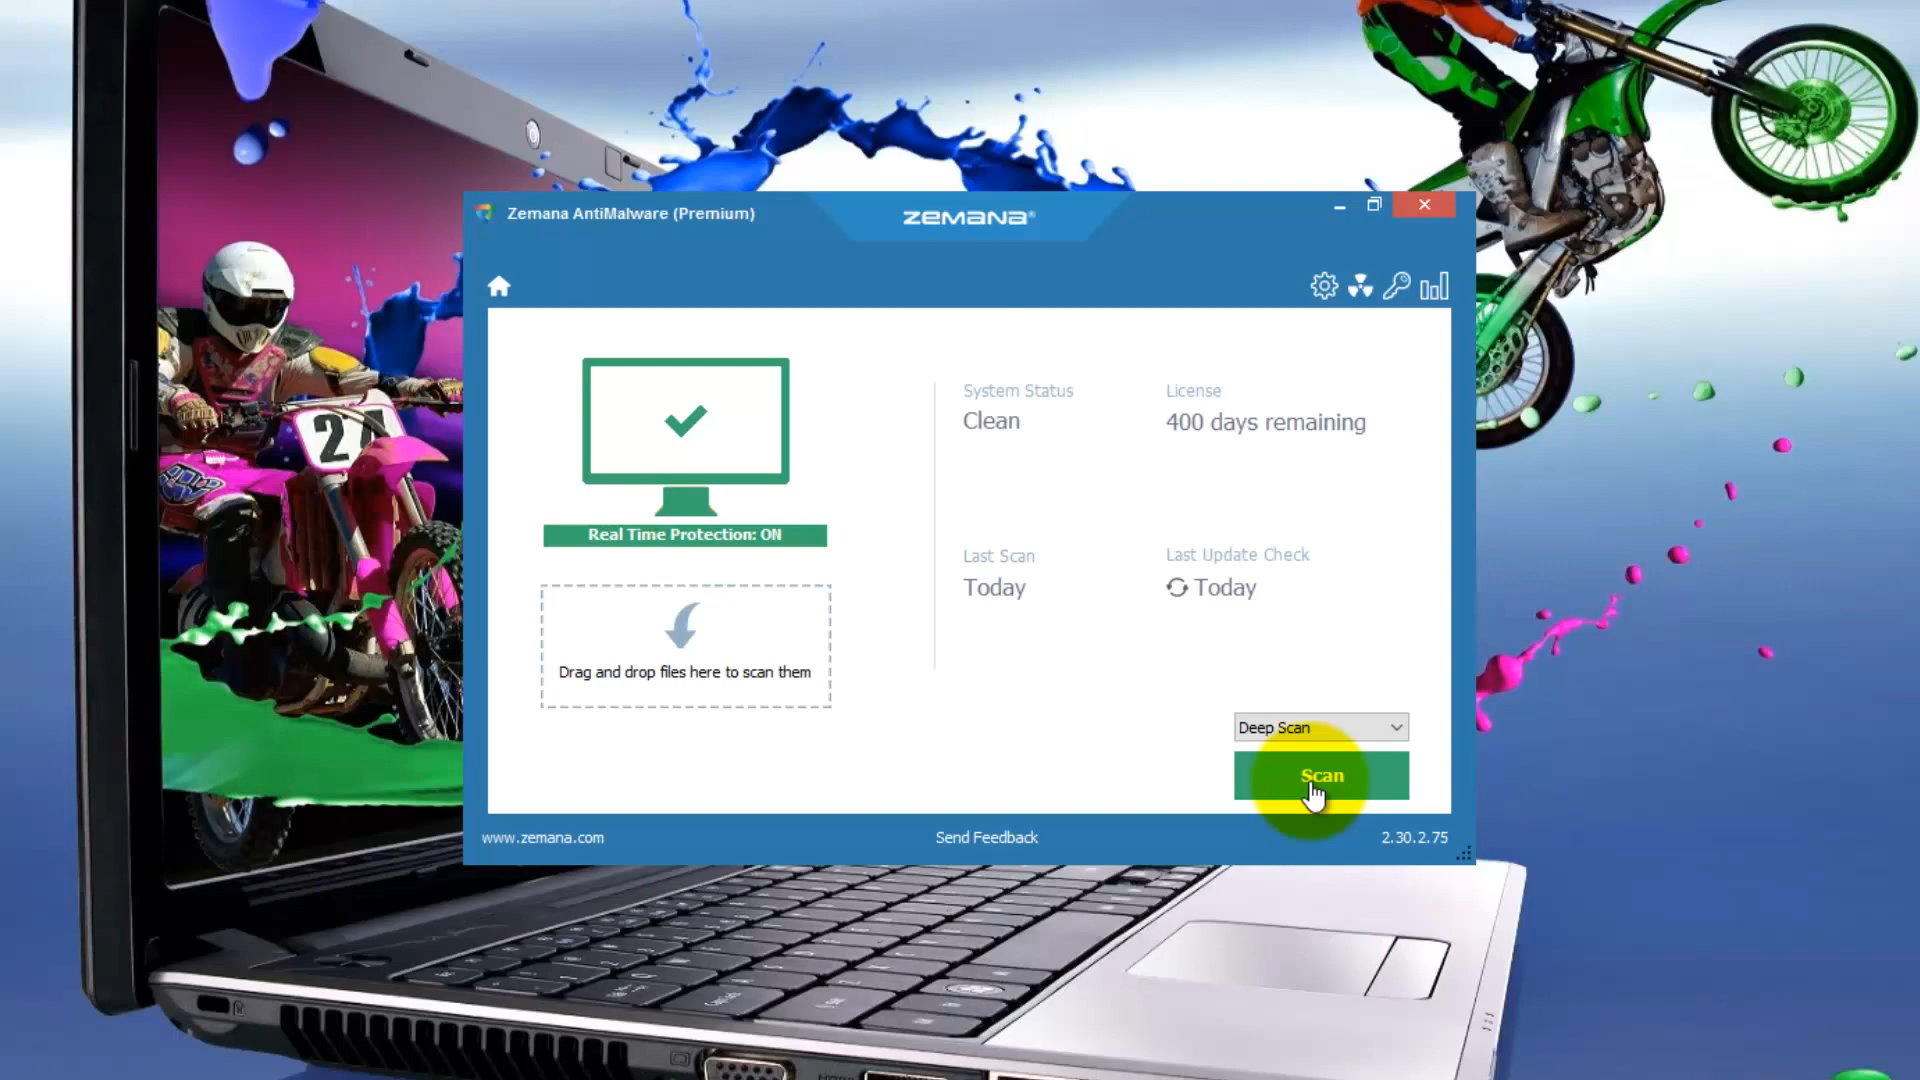 Zemana AntiMalware (Premium)
ZEMANA®
System Status
Clean
License
400 days remaining
Real Time Protection: ON
Last Scan
Today
Last Update Check
Today
Drag and drop files here to scan them
Deep Scan
Scan
www.zemana.com
Send Feedback
2.30.2.75